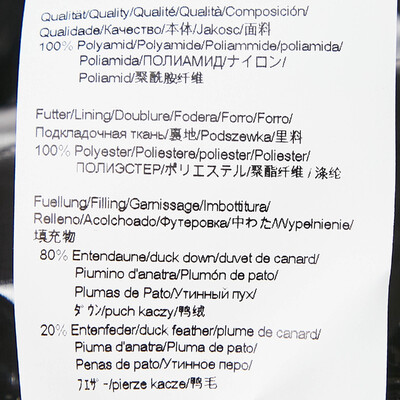 Qualität/Quality/Qualité/Qualità/Composición/
Qualidade/Качество/本体/Jakość/面料
100% Polyamid/Polyamide/Poliammide/poliamida/
Poliamida/ПОЛИАМИД/ナイロン/
Poliamid/聚酰胺纤维
Futter/Lining/Doublure/Fodera/Forro/Forro/
Подкладочная ткань/裏地/Podszewka/里料
100% Polyester/Poliestere/poliester/Poliester/
ПОЛИЭСТЕР/ポリエステル/聚酯纤维/涤纶
Fuellung/Filling/Garnissage/Imbottitura/
Relleno/Acolchoado/Футеровка/中わた/Wypełnienie/
填充物
80% Entendaune/duck down/duvet de canard/
Piumino d'anatra/Plumón de pato/
Plumas de Pato/Утинный пух/
ダウン/puch kaczy/鸭绒
20% Entenfeder/duck feather/plume de canard/
Piuma d'anatra/Pluma de pato/
Penas de pato/Утинное перо/
フェザー/pierze kacze/鸭毛